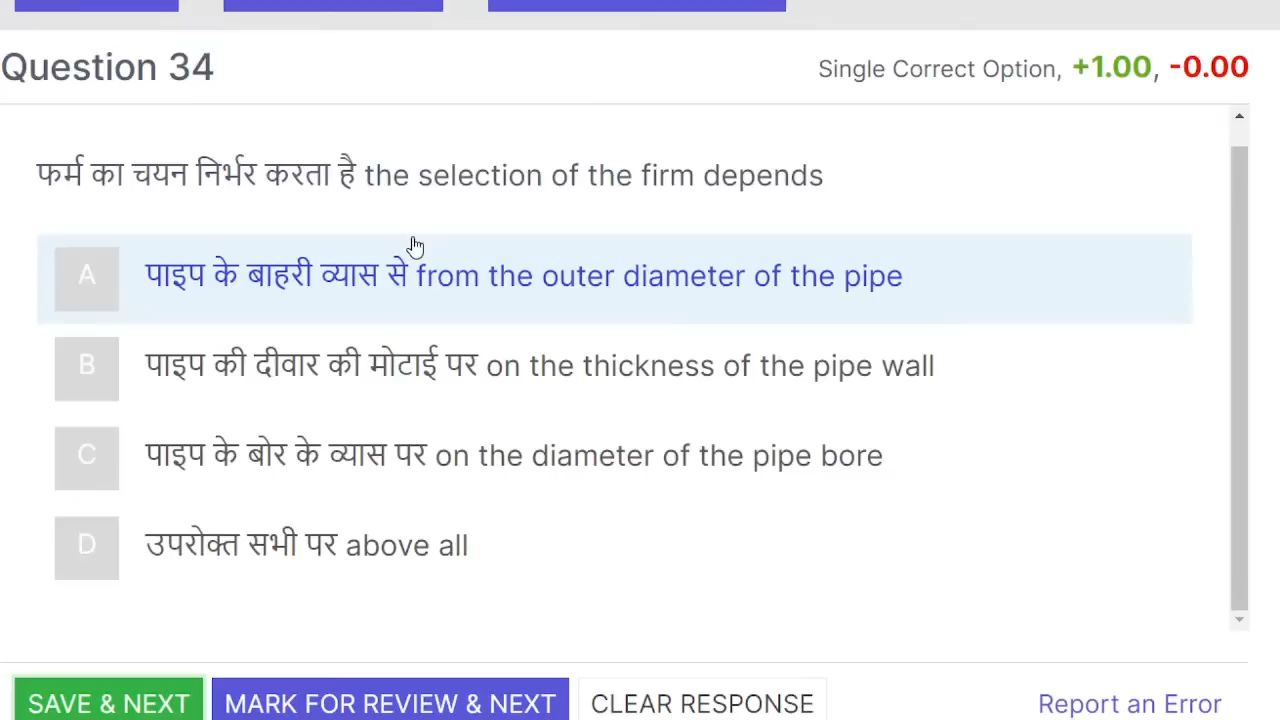 Question 34
Single Correct Option, +1.00, -0.00
फर्म का चयन निर्भर करता है the selection of the firm depends
A पाइप के बाहरी व्यास से from the outer diameter of the pipe
B पाइप की दीवार की मोटाई पर on the thickness of the pipe wall
C पाइप के बोर के व्यास पर on the diameter of the pipe bore
D उपरोक्त सभी पर above all
SAVE & NEXT MARK FOR REVIEW & NEXT CLEAR RESPONSE Report an Error